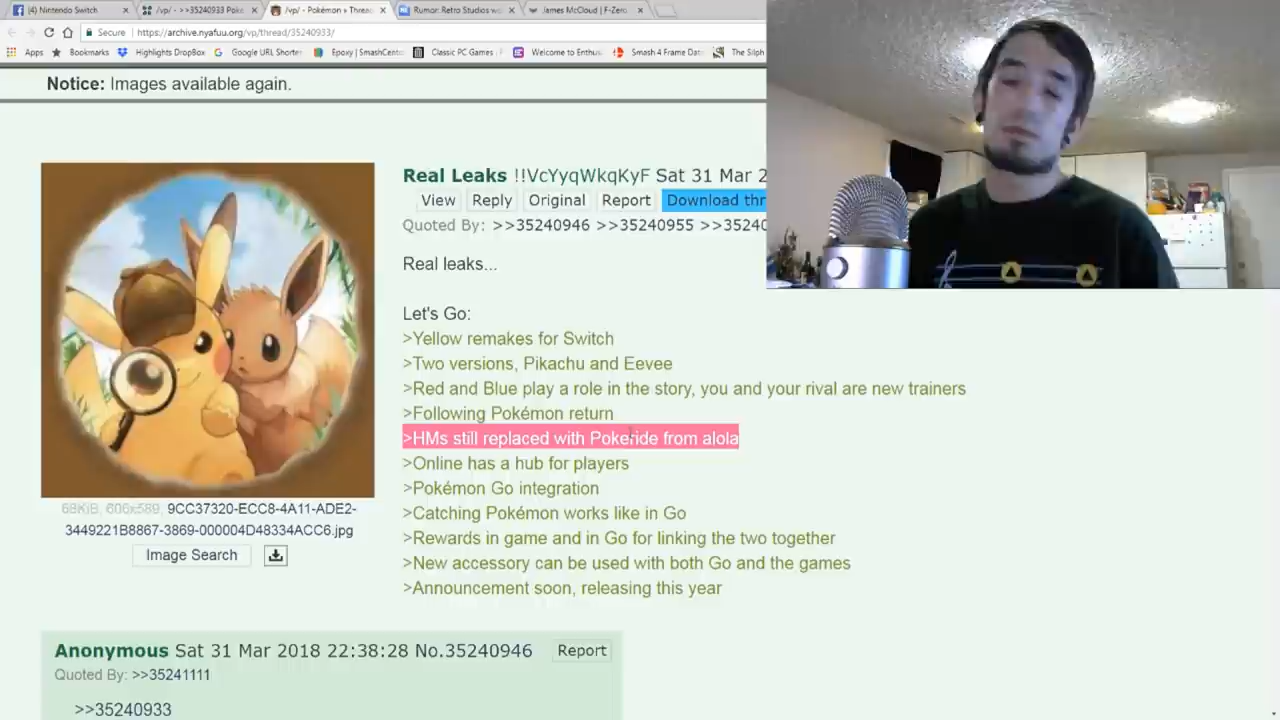 (4) Nintendo Switch
/vp/ - >>35240933 Poké
/vp/ - Pokémon » Threa
Rumor: Retro Studios wo
James McCloud | F-Zero
Secure | https://archive.nyafuu.org/vp/thread/35240933/
Apps Bookmarks Highlights DropBox Google URL Shorte Epoxy | SmashCent Classic PC Games Welcome to Enthus Smash 4 Frame Dat The Silph
Notice: Images available again.
Real Leaks !!VcYyqWkqKyF Sat 31 Mar 2
View Reply Original Report Download thr
Quoted By: >>35240946 >>35240955 >>35240
Real leaks...
Let's Go:
>Yellow remakes for Switch
>Two versions, Pikachu and Eevee
>Red and Blue play a role in the story, you and your rival are new trainers
>Following Pokémon return
>HMs still replaced with Pokeride from alola
>Online has a hub for players
>Pokémon Go integration
>Catching Pokémon works like in Go
>Rewards in game and in Go for linking the two together
>New accessory can be used with both Go and the games
>Announcement soon, releasing this year
68KiB, 606x589, 9CC37320-ECC8-4A11-ADE2-
3449221B8867-3869-000004D48334ACC6.jpg
Image Search
Anonymous Sat 31 Mar 2018 22:38:28 No.35240946 Report
Quoted By: >>35241111
>>35240933